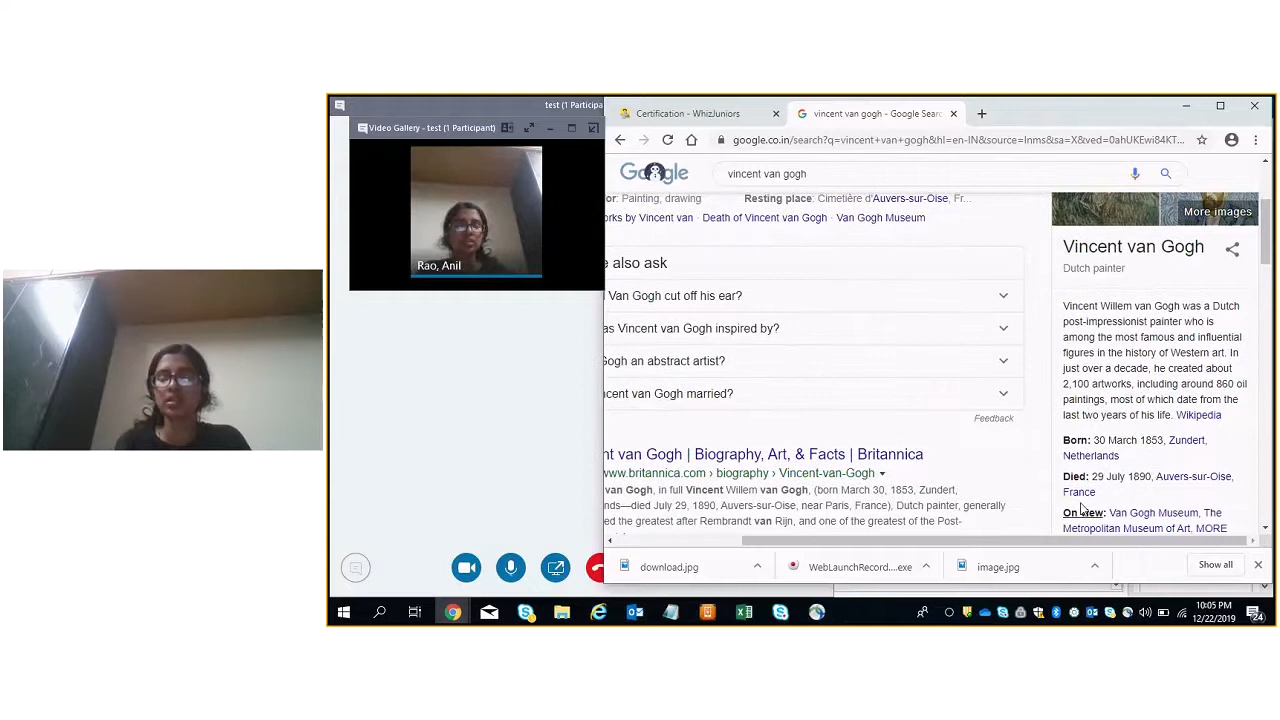 test (1 Participa
Video Gallery - test (1 Participant)
Rao, Anil
Certification - WhizJuniors
vincent van gogh - Google Searc
google.co.in/search?q=vincent+van+gogh&hl=en-IN&source=lnms&sa=X&ved=0ahUKEwi84KT...
Google
vincent van gogh
or: Painting, drawing
Resting place: Cimetière d'Auvers-sur-Oise, Fr...
orks by Vincent van · Death of Vincent van Gogh · Van Gogh Museum
e also ask
Van Gogh cut off his ear?
as Vincent van Gogh inspired by?
Gogh an abstract artist?
ncent van Gogh married?
Feedback
nt van Gogh | Biography, Art, & Facts | Britannica
www.britannica.com › biography › Vincent-van-Gogh
van Gogh, in full Vincent Willem van Gogh, (born March 30, 1853, Zundert,
nds—died July 29, 1890, Auvers-sur-Oise, near Paris, France), Dutch painter, generally
ed the greatest after Rembrandt van Rijn, and one of the greatest of the Post-
More images
Vincent van Gogh
Dutch painter
Vincent Willem van Gogh was a Dutch
post-impressionist painter who is
among the most famous and influential
figures in the history of Western art. In
just over a decade, he created about
2,100 artworks, including around 860 oil
paintings, most of which date from the
last two years of his life. Wikipedia
Born: 30 March 1853, Zundert,
Netherlands
Died: 29 July 1890, Auvers-sur-Oise,
France
On view: Van Gogh Museum, The
Metropolitan Museum of Art, MORE
download.jpg
WebLaunchRecord....exe
image.jpg
Show all
10:05 PM
12/22/2019
24